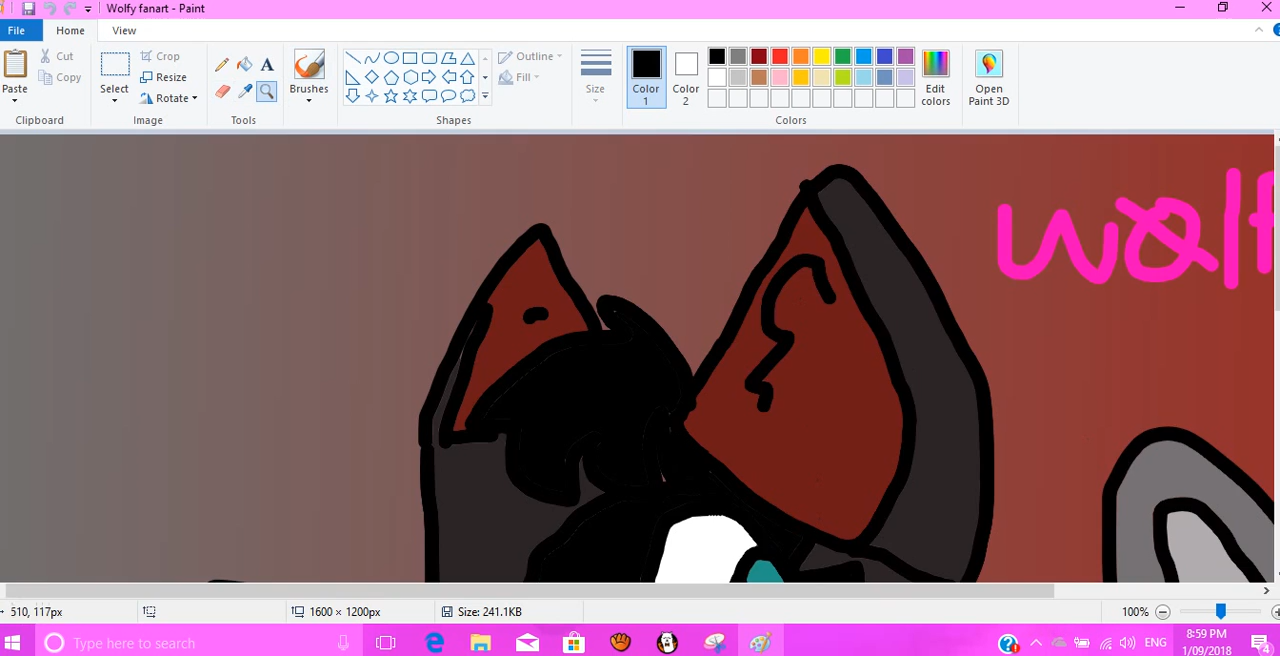 Wolfy fanart - Paint
File
Home
View
Paste
Cut
Copy
Clipboard
Select
Crop
Resize
Rotate
Image
A
Tools
Brushes
Outline
Fill
Shapes
Size
Color
1
Color
2
Edit
colors
Colors
Open
Paint 3D
wolf
510, 117px
1600 × 1200px
Size: 241.1KB
100%
Type here to search
ENG
8:59 PM
1/09/2018
4